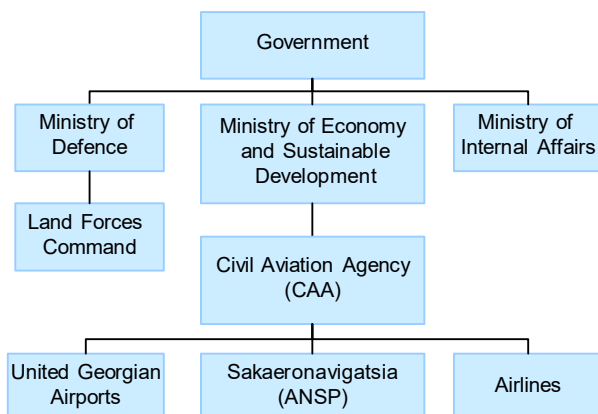 Government
Ministry of
Defence
Ministry of Economy
and Sustainable
Development
Ministry of
Internal Affairs
Land Forces
Command
Civil Aviation Agency
(CAA)
United Georgian
Airports
Sakaeronavigatsia
(ANSP)
Airlines